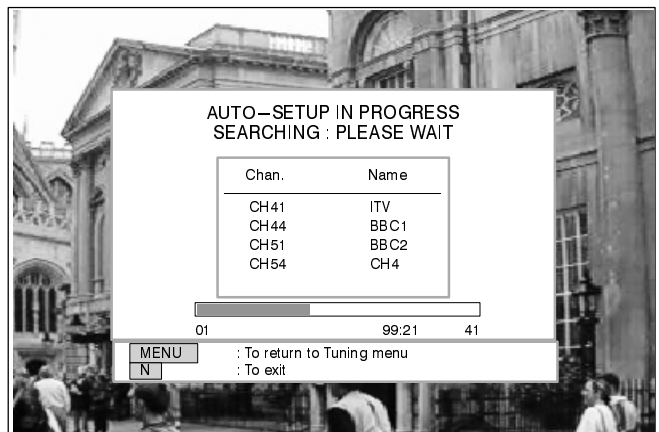 AUTO–SETUP IN PROGRESS
SEARCHING : PLEASE WAIT
Chan. Name
CH41 ITV
CH44 BBC1
CH51 BBC2
CH54 CH4
01 99:21 41
MENU : To return to Tuning menu
N : To exit